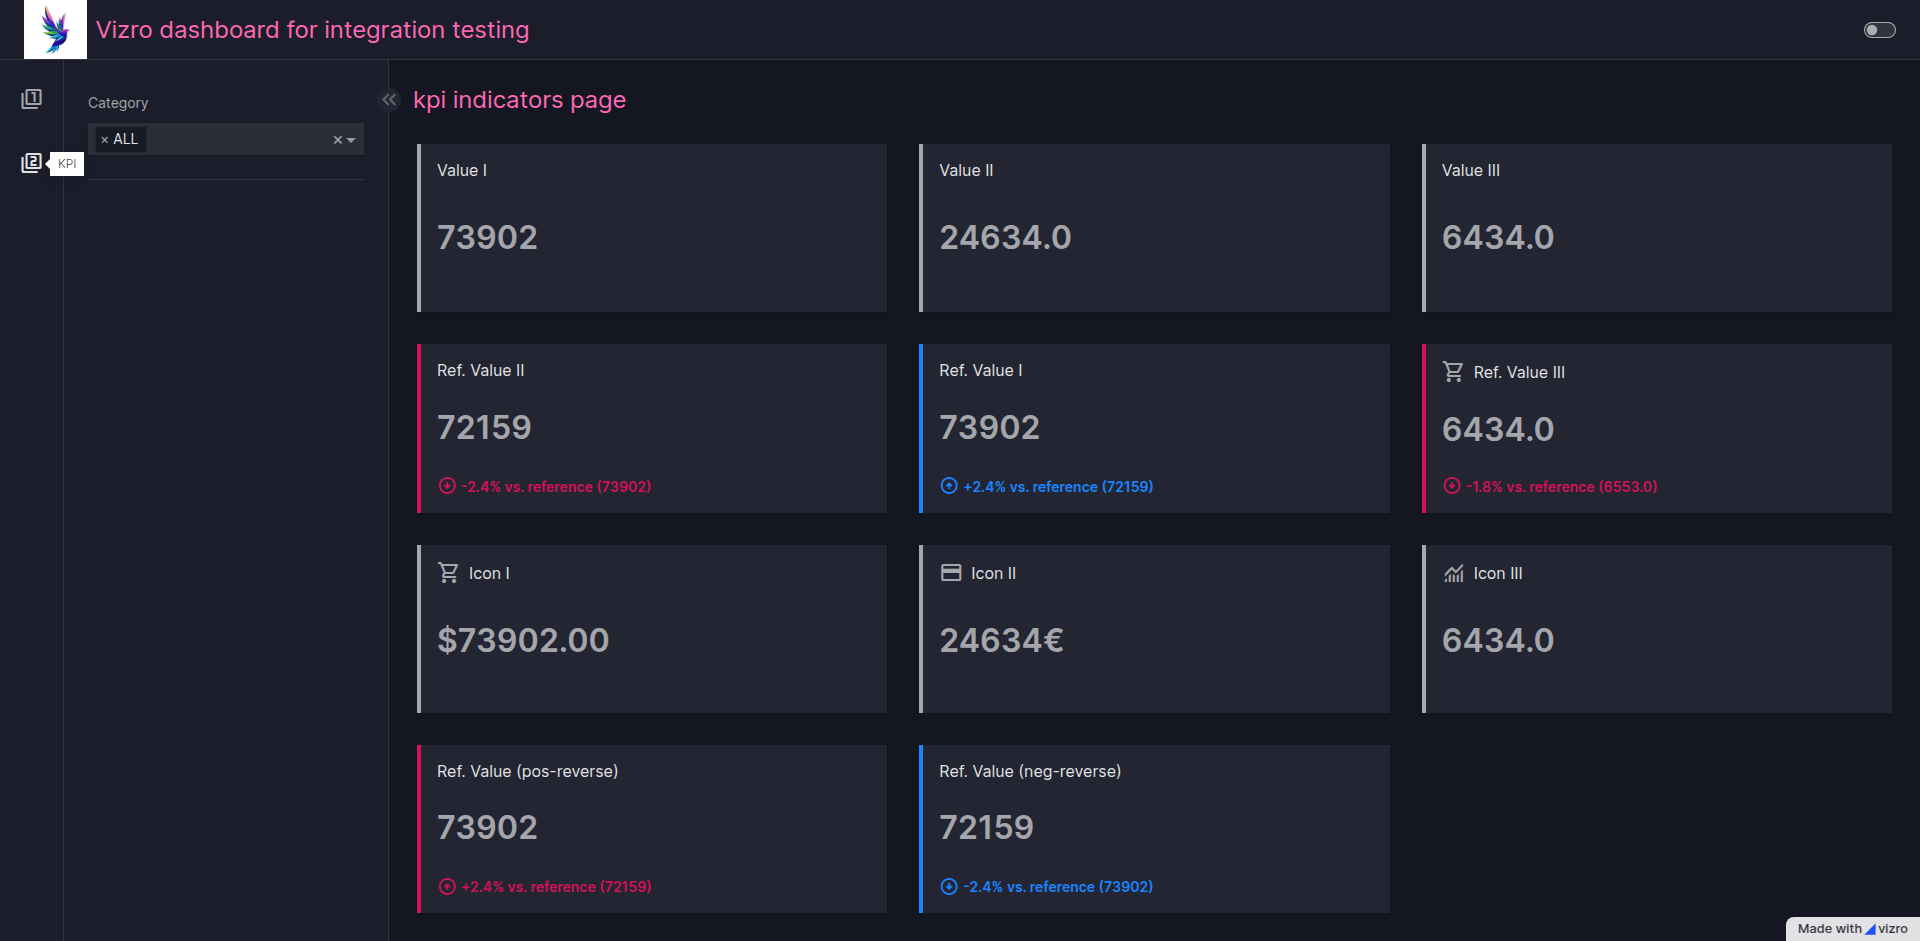 Vizro dashboard for integration testing
Category
× ALL
KPI
kpi indicators page
Value I
73902
Value II
24634.0
Value III
6434.0
Ref. Value II
72159
-2.4% vs. reference (73902)
Ref. Value I
73902
+2.4% vs. reference (72159)
Ref. Value III
6434.0
-1.8% vs. reference (6553.0)
Icon I
$73902.00
Icon II
24634€
Icon III
6434.0
Ref. Value (pos-reverse)
73902
+2.4% vs. reference (72159)
Ref. Value (neg-reverse)
72159
-2.4% vs. reference (73902)
Made with vizro
1
2